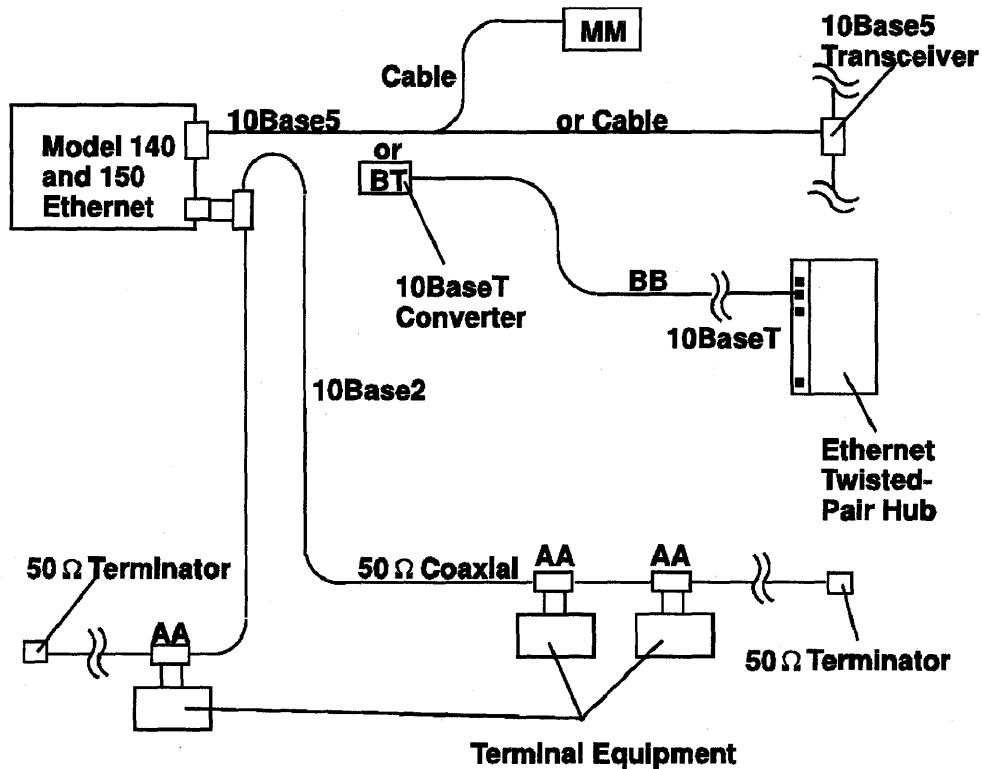 MM
10Base5
Transceiver
Cable
10Base5
or Cable
Model 140
and 150
Ethernet
or
BT
10BaseT
Converter
BB
10BaseT
10Base2
Ethernet
Twisted-
Pair Hub
50 Ω Terminator
50 Ω Coaxial
AA
AA
AA
50 Ω Terminator
Terminal Equipment